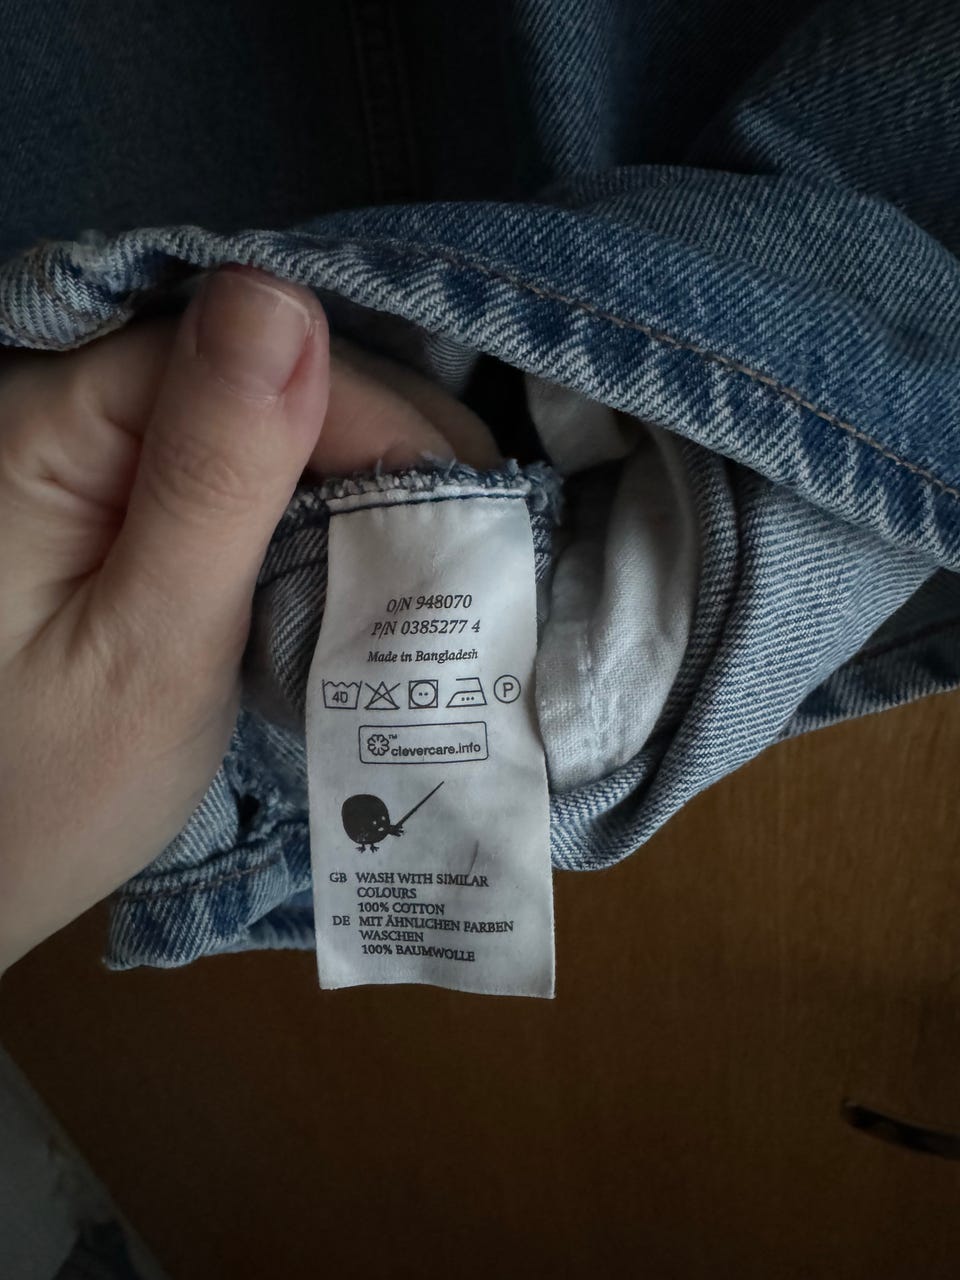 O/N 948070
P/N 0385277 4
Made in Bangladesh
40 P
™ clevercare.info
GB WASH WITH SIMILAR
COLOURS
100% COTTON
DE MIT ÄHNLICHEN FARBEN
WASCHEN
100% BAUMWOLLE